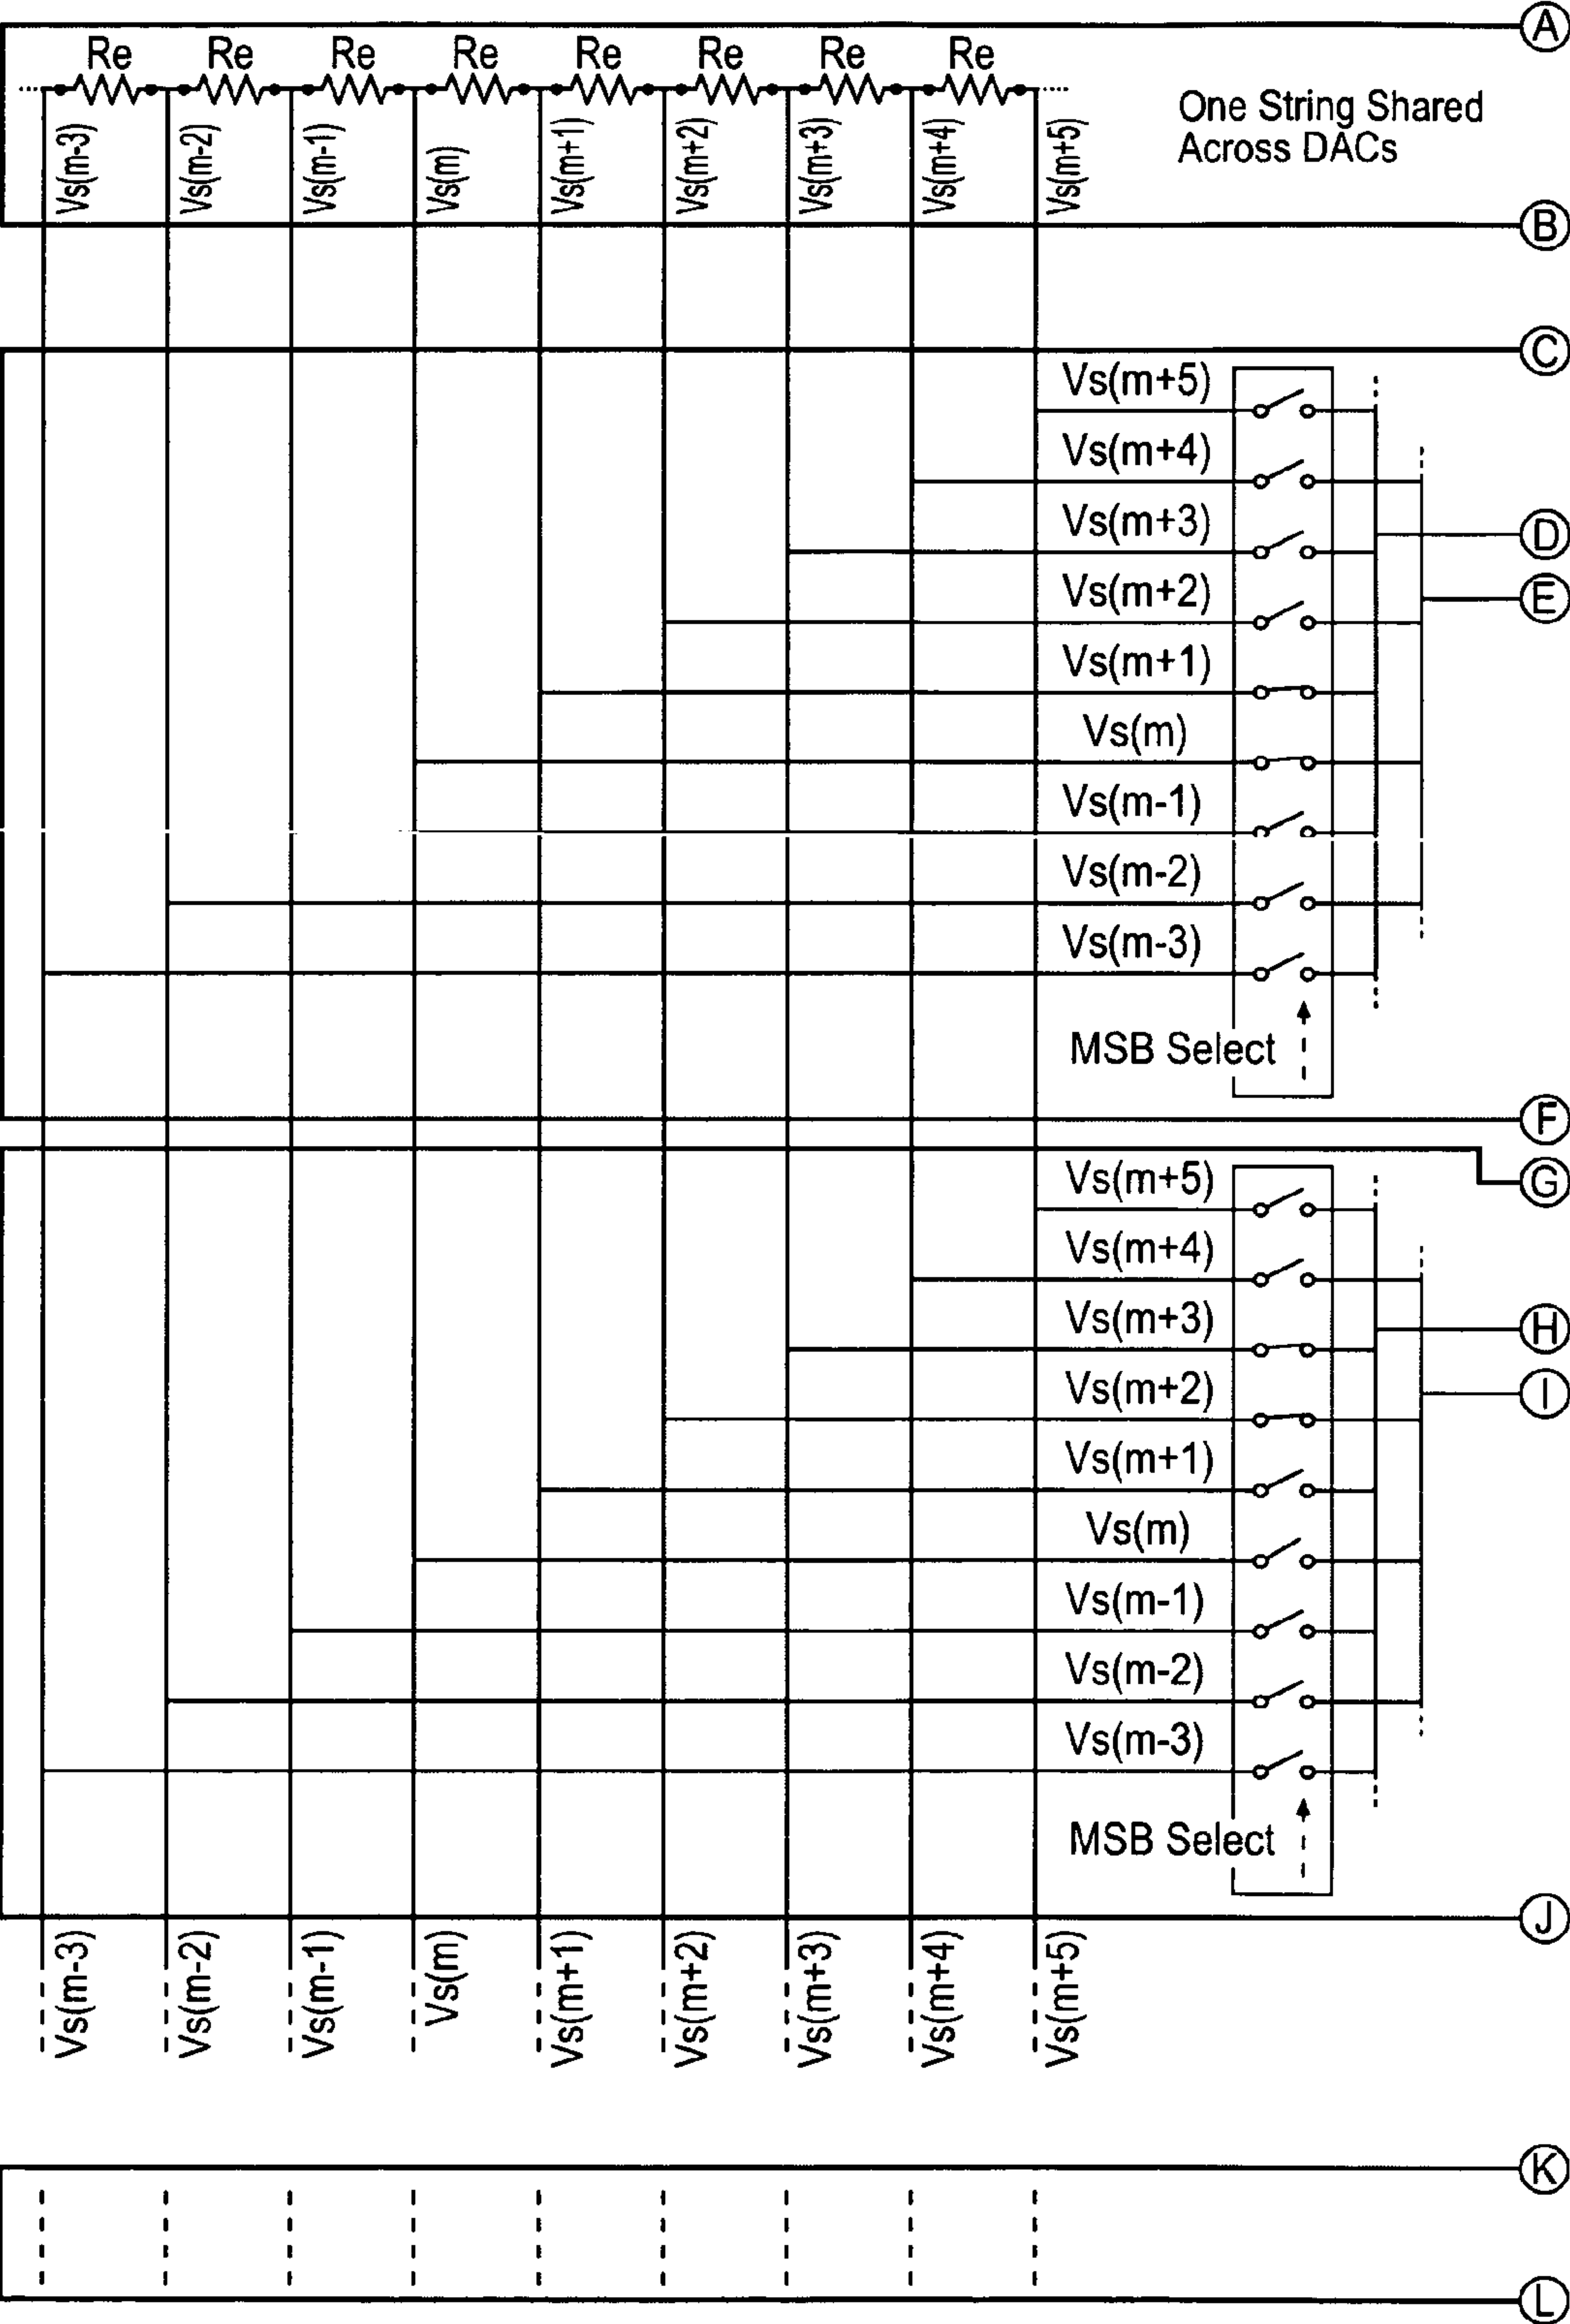 A
Re Re Re Re Re Re Re Re
One String Shared
Across DACs
Vs(m-3) Vs(m-2) Vs(m-1) Vs(m) Vs(m+1) Vs(m+2) Vs(m+3) Vs(m+4) Vs(m+5)
B
C
Vs(m+5)
Vs(m+4)
Vs(m+3)
D
Vs(m+2)
E
Vs(m+1)
Vs(m)
Vs(m-1)
Vs(m-2)
Vs(m-3)
MSB Select
F
Vs(m+5)
G
Vs(m+4)
Vs(m+3)
H
Vs(m+2)
I
Vs(m+1)
Vs(m)
Vs(m-1)
Vs(m-2)
Vs(m-3)
MSB Select
J
Vs(m-3) Vs(m-2) Vs(m-1) Vs(m) Vs(m+1) Vs(m+2) Vs(m+3) Vs(m+4) Vs(m+5)
K
L